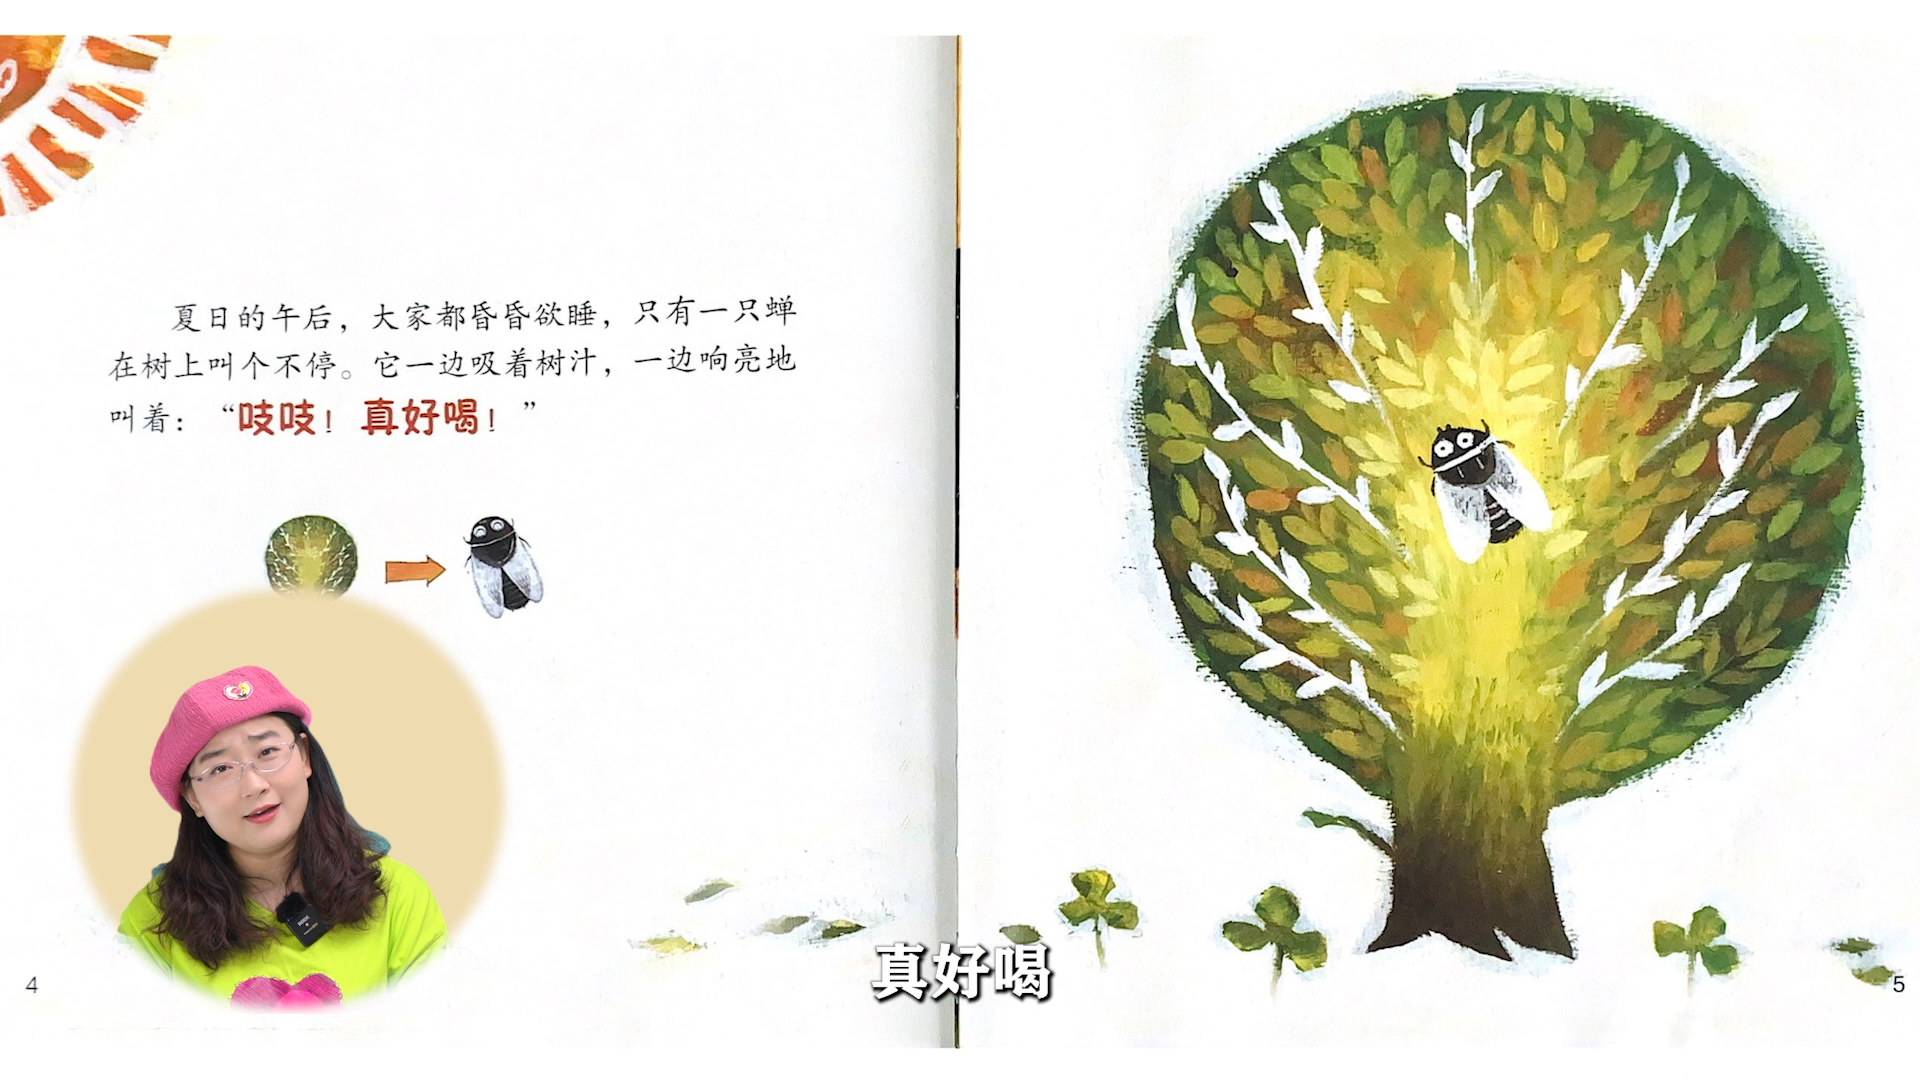 夏日的午后，大家都昏昏欲睡，只有一只蝉
在树上叫个不停。它一边吸着树汁，一边响亮地
叫着：“吱吱！真好喝！”
真好喝
4
5